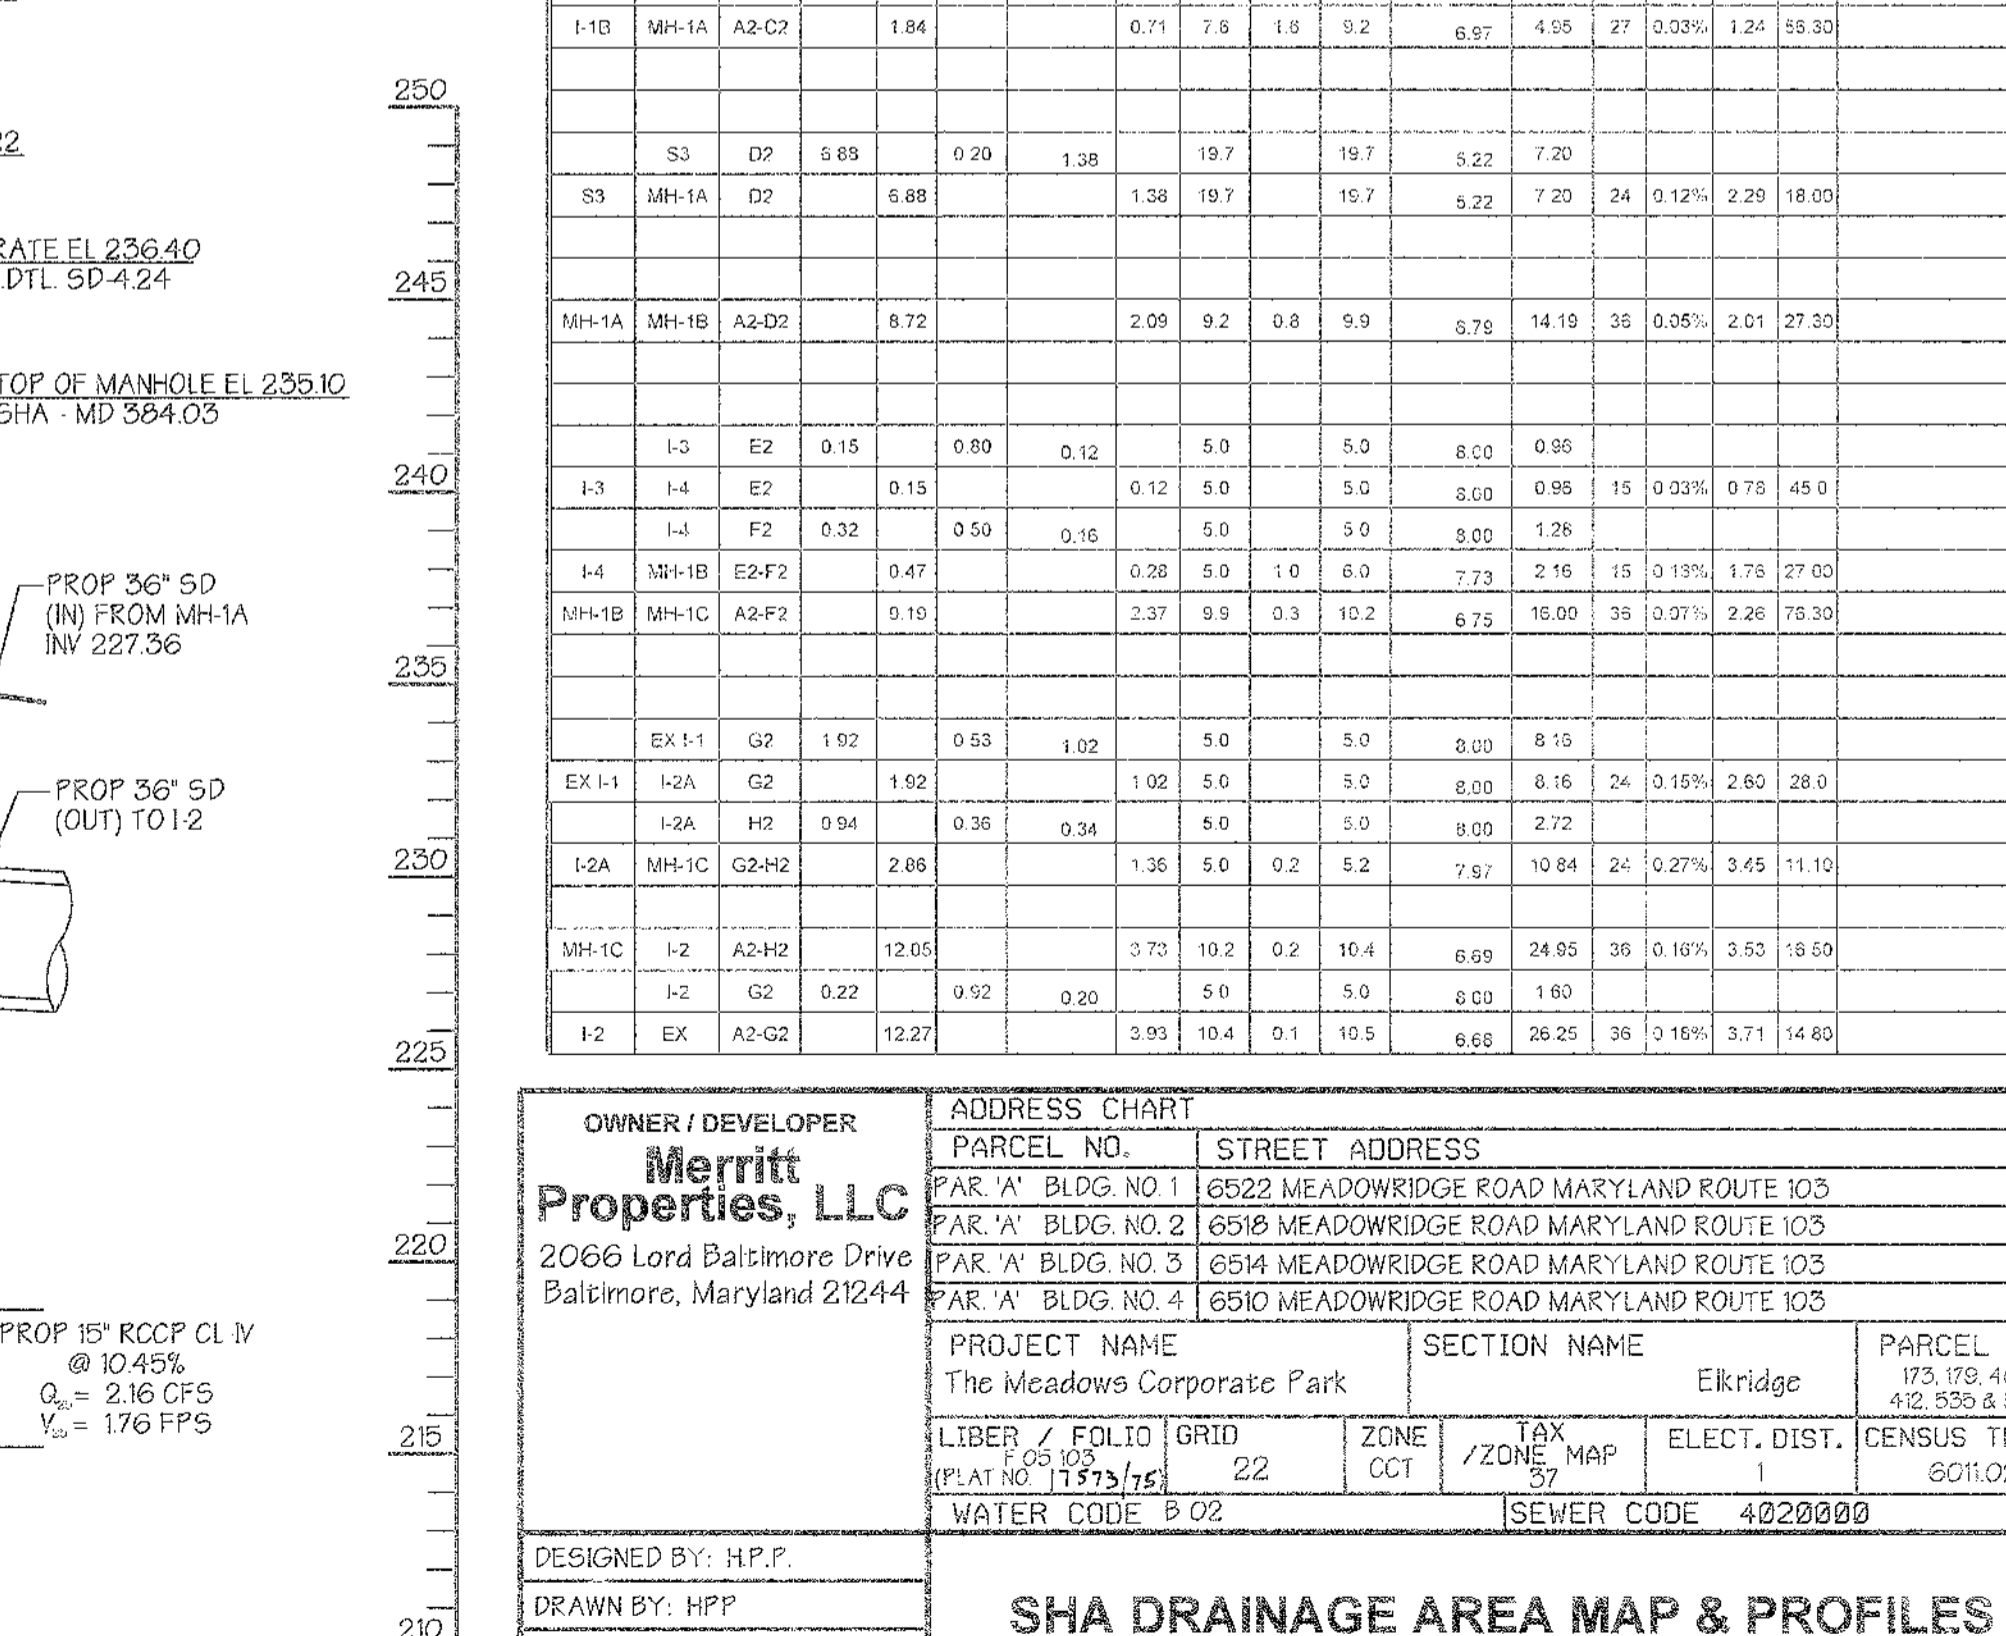 22
RATE EL 236.40
.DTL. SD-4.24
TOP OF MANHOLE EL 235.10
SHA - MD 384.03
PROP 36" SD
(IN) FROM MH-1A
INV 227.36
PROP 36" SD
(OUT) TO I-2
PROP 15" RCCP CL IV
@ 10.45%
Q = 2.16 CFS
V = 1.76 FPS
250
245
240
235
230
225
220
215
210
I-1B MH-1A A2-C2 1.84 0.71 7.6 1.6 9.2 6.97 4.95 27 0.03% 1.24 56.30
S3 D2 6.88 0.20 1.38 19.7 19.7 5.22 7.20
S3 MH-1A D2 6.88 1.38 19.7 19.7 5.22 7.20 24 0.12% 2.29 18.00
MH-1A MH-1B A2-D2 8.72 2.09 9.2 0.8 9.9 6.79 14.19 36 0.05% 2.01 27.30
I-3 E2 0.15 0.80 0.12 5.0 5.0 8.00 0.96
I-3 I-4 E2 0.15 0.12 5.0 5.0 8.00 0.96 15 0.03% 0.78 45.0
I-4 F2 0.32 0.50 0.16 5.0 5.0 8.00 1.28
I-4 MH-1B E2-F2 0.47 0.28 5.0 1.0 6.0 7.73 2.16 15 0.13% 1.76 27.00
MH-1B MH-1C A2-F2 9.19 2.37 9.9 0.3 10.2 6.75 16.00 36 0.07% 2.26 76.30
EX I-1 G2 1.92 0.53 1.02 5.0 5.0 8.00 8.16
EX I-1 I-2A G2 1.92 1.02 5.0 5.0 8.00 8.16 24 0.15% 2.60 28.0
I-2A H2 0.94 0.36 0.34 5.0 5.0 8.00 2.72
I-2A MH-1C G2-H2 2.86 1.36 5.0 0.2 5.2 7.97 10.84 24 0.27% 3.45 11.10
MH-1C I-2 A2-H2 12.05 3.73 10.2 0.2 10.4 6.69 24.95 36 0.16% 3.53 16.50
I-2 G2 0.22 0.92 0.20 5.0 5.0 8.00 1.60
I-2 EX A2-G2 12.27 3.93 10.4 0.1 10.5 6.68 26.25 36 0.18% 3.71 14.80
OWNER / DEVELOPER
Merritt
Properties, LLC
2066 Lord Baltimore Drive
Baltimore, Maryland 21244
DESIGNED BY: H.P.P.
DRAWN BY: HPP
ADDRESS CHART
PARCEL NO. STREET ADDRESS
PAR. 'A' BLDG. NO. 1 6522 MEADOWRIDGE ROAD MARYLAND ROUTE 103
PAR. 'A' BLDG. NO. 2 6518 MEADOWRIDGE ROAD MARYLAND ROUTE 103
PAR. 'A' BLDG. NO. 3 6514 MEADOWRIDGE ROAD MARYLAND ROUTE 103
PAR. 'A' BLDG. NO. 4 6510 MEADOWRIDGE ROAD MARYLAND ROUTE 103
PROJECT NAME
The Meadows Corporate Park
SECTION NAME
Elkridge
PARCEL
173, 179, 4
412, 535 &
LIBER / FOLIO
F 05 103
(PLAT NO. 17573/75)
GRID
22
ZONE
CCT
TAX
/ZONE MAP
37
ELECT. DIST.
1
CENSUS T
6011.02
WATER CODE B 02
SEWER CODE 4020000
SHA DRAINAGE AREA MAP & PROFILES